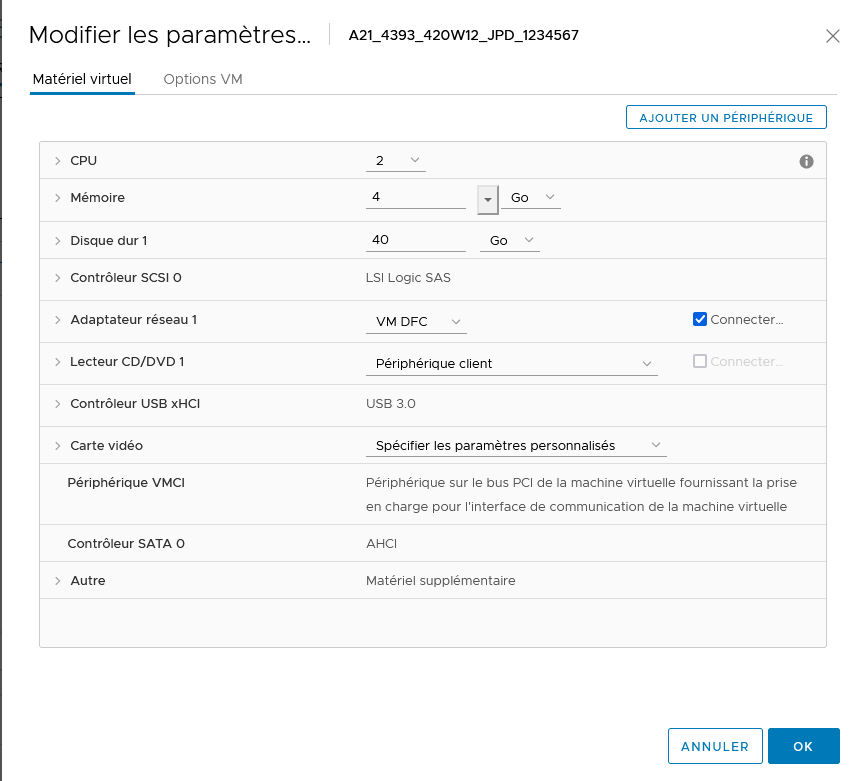 Modifier les paramètres... A21_4393_420W12_JPD_1234567
Matériel virtuel Options VM
AJOUTER UN PÉRIPHÉRIQUE
CPU 2
Mémoire 4 Go
Disque dur 1 40 Go
Contrôleur SCSI 0 LSI Logic SAS
Adaptateur réseau 1 VM DFC Connecter...
Lecteur CD/DVD 1 Périphérique client Connecter...
Contrôleur USB xHCI USB 3.0
Carte vidéo Spécifier les paramètres personnalisés
Périphérique VMCI Périphérique sur le bus PCI de la machine virtuelle fournissant la prise
en charge pour l'interface de communication de la machine virtuelle
Contrôleur SATA 0 AHCI
Autre Matériel supplémentaire
ANNULER OK